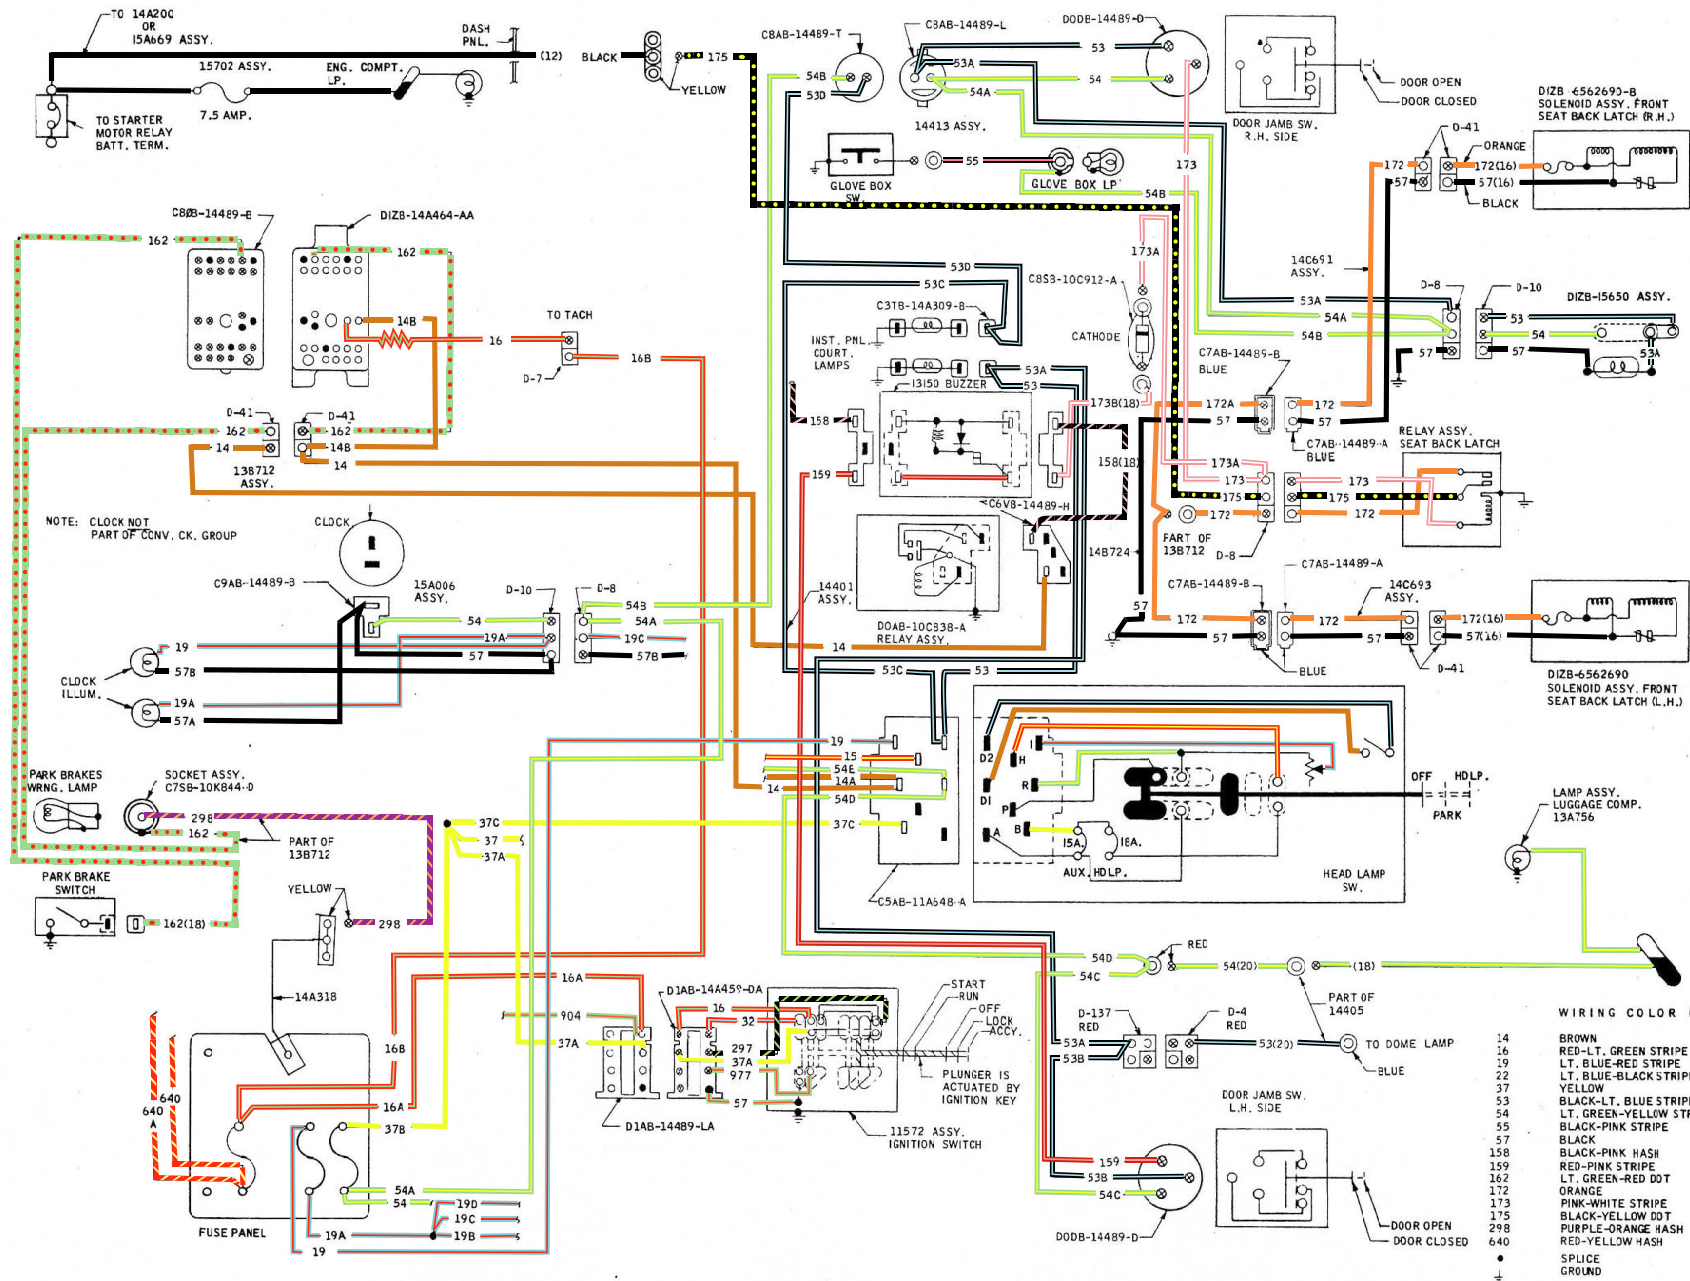 TO 14A200
OR
15A669 ASSY.
DASH
PNL.
(12)
BLACK
175
YELLOW
15702 ASSY.
ENG. COMPT.
LP.
7.5 AMP.
TO STARTER
MOTOR RELAY
BATT. TERM.
C8AB-14489-T
C8AB-14489-L
D0DB-14489-D
54B
53D
53
53A
54
54A
14413 ASSY.
DOOR OPEN
DOOR CLOSED
DOOR JAMB SW.
R.H. SIDE
D1ZB-6562690-B
SOLENOID ASSY. FRONT
SEAT BACK LATCH (R.H.)
D-41
ORANGE
172
172(16)
57
57(16)
BLACK
GLOVE BOX
SW.
55
GLOVE BOX LP
54B
173
C8ØB-14489-B
D1ZB-14A464-AA
162
162
173A
53D
53C
14C691
ASSY.
C8SB-10C912-A
C3TB-14A309-B
CATHODE
INST. PNL.
COURT.
LAMPS
D-8
D-10
D1ZB-15650 ASSY.
53A
54A
54B
57
53
54
57
53A
14B
16
TO TACH
16B
D-7
C7AB-14489-B
BLUE
53A
53
13150 BUZZER
173B(18)
172A
57
172
57
C7AB-14489-A
BLUE
D-41
D-41
162
162
14
14B
14
13B712
ASSY.
158
159
158(18)
C6VB-14489-H
173A
173
175
172
173
175
172
RELAY ASSY.
SEAT BACK LATCH
PART OF
13B712
D-8
NOTE: CLOCK NOT
PART OF CONV. CK. GROUP
CLOCK
14B724
C7AB-14489-A
C7AB-14489-B
14C693
ASSY.
C9AB-14489-B
15A006
ASSY.
D-10
D-8
14401
ASSY.
D0AB-10C838-A
RELAY ASSY.
54
19A
57
54B
54A
19C
57B
14
57
172
57
172
57
172(16)
57(16)
D-41
BLUE
D1ZB-6562690
SOLENOID ASSY. FRONT
SEAT BACK LATCH (L.H.)
19
57B
CLOCK
ILLUM.
19A
57A
53C
53
19
15
54E
14A
14
54D
37C
D2
H
I
D1
R
P
A
B
15A.
18A.
AUX. HDLP.
OFF
HDLP.
PARK
HEAD LAMP
SW.
C5AB-11A648-A
LAMP ASSY.
LUGGAGE COMP.
13A756
PARK BRAKES
WRNG. LAMP
SOCKET ASSY.
C7SB-10K844-D
298
162
PART OF
13B712
37C
37
37A
PARK BRAKE
SWITCH
162(18)
YELLOW
298
14A318
54D
54C
RED
54(20)
(18)
PART OF
14405
16A
904
37A
D1AB-14A459-DA
16
32
297
37A
977
57
START
RUN
OFF
LOCK
ACCY.
PLUNGER IS
ACTUATED BY
IGNITION KEY
11572 ASSY.
IGNITION SWITCH
D1AB-14489-LA
D-137
RED
D-4
RED
53A
53B
53(20)
TO DOME LAMP
BLUE
16B
640
640
A
16A
37B
54A
54
19D
19C
19B
19A
19
FUSE PANEL
DOOR JAMB SW.
L.H. SIDE
159
53B
54C
D0DB-14489-D
DOOR OPEN
DOOR CLOSED
WIRING COLOR
14 BROWN
16 RED-LT. GREEN STRIPE
19 LT. BLUE-RED STRIPE
22 LT. BLUE-BLACK STRIPE
37 YELLOW
53 BLACK-LT. BLUE STRIPE
54 LT. GREEN-YELLOW STR
55 BLACK-PINK STRIPE
57 BLACK
158 BLACK-PINK HASH
159 RED-PINK STRIPE
162 LT. GREEN-RED DOT
172 ORANGE
173 PINK-WHITE STRIPE
175 BLACK-YELLOW DOT
298 PURPLE-ORANGE HASH
640 RED-YELLOW HASH
SPLICE
GROUND